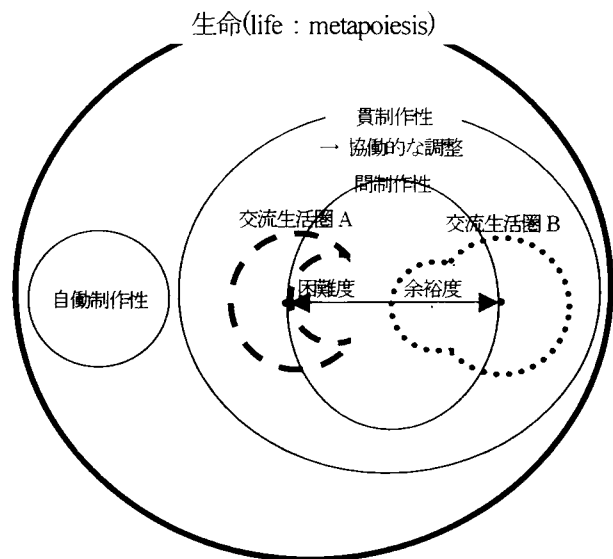 生命(life : metapoiesis)
貫制作性
→ 協働的な調整
間制作性
交流生活圏 A
交流生活圏 B
自働制作性
困難度
余裕度